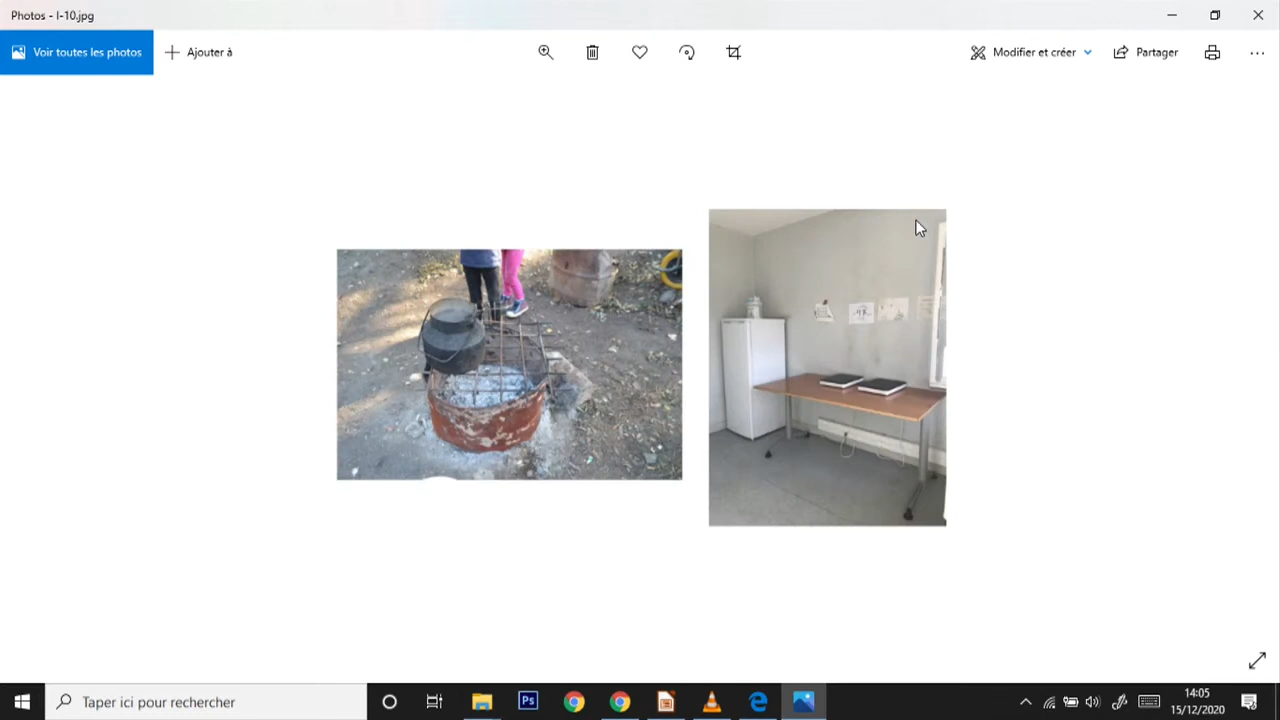 Photos - I-10.jpg
Voir toutes les photos
Ajouter à
Modifier et créer
Partager
Ps
Taper ici pour rechercher
14:05
15/12/2020